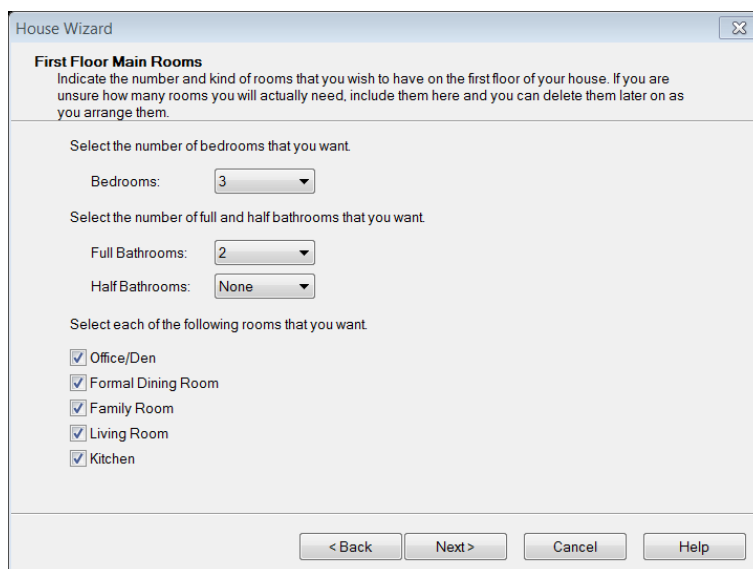 House Wizard
First Floor Main Rooms
Indicate the number and kind of rooms that you wish to have on the first floor of your house. If you are
unsure how many rooms you will actually need, include them here and you can delete them later on as
you arrange them.
Select the number of bedrooms that you want.
Bedrooms: 3
Select the number of full and half bathrooms that you want.
Full Bathrooms: 2
Half Bathrooms: None
Select each of the following rooms that you want.
Office/Den
Formal Dining Room
Family Room
Living Room
Kitchen
< Back Next > Cancel Help